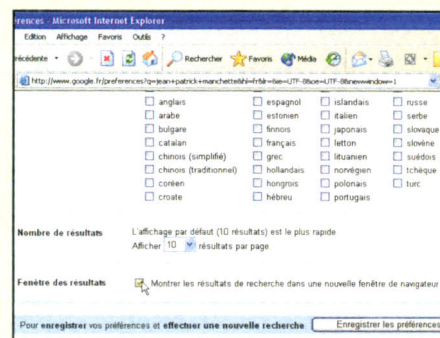 érences - Microsoft Internet Explorer
Edition Affichage Favoris Outils ?
récédente Rechercher Favoris Média
http://www.google.fr/preferences?q=jean+patrick+manchette&hl=fr&lr=&ie=UTF-8&oe=UTF-8&newwindow=1
anglais espagnol islandais russe
arabe estonien italien serbe
bulgare finnois japonais slovaque
catalan français letton slovène
chinois (simplifié) grec lituanien suédois
chinois (traditionnel) hollandais norvégien tchèque
coréen hongrois polonais turc
croate hébreu portugais
Nombre de résultats L'affichage par défaut (10 résultats) est le plus rapide
Afficher 10 résultats par page
Fenêtre des résultats Montrer les résultats de recherche dans une nouvelle fenêtre de navigateur
Pour enregistrer vos préférences et effectuer une nouvelle recherche Enregistrer les préférences